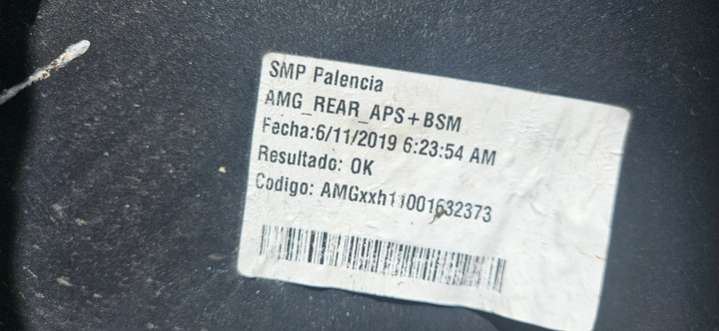 SMP Palencia
AMG_REAR_APS+BSM
Fecha:6/11/2019 6:23:54 AM
Resultado: OK
Codigo: AMGxxh11001632373